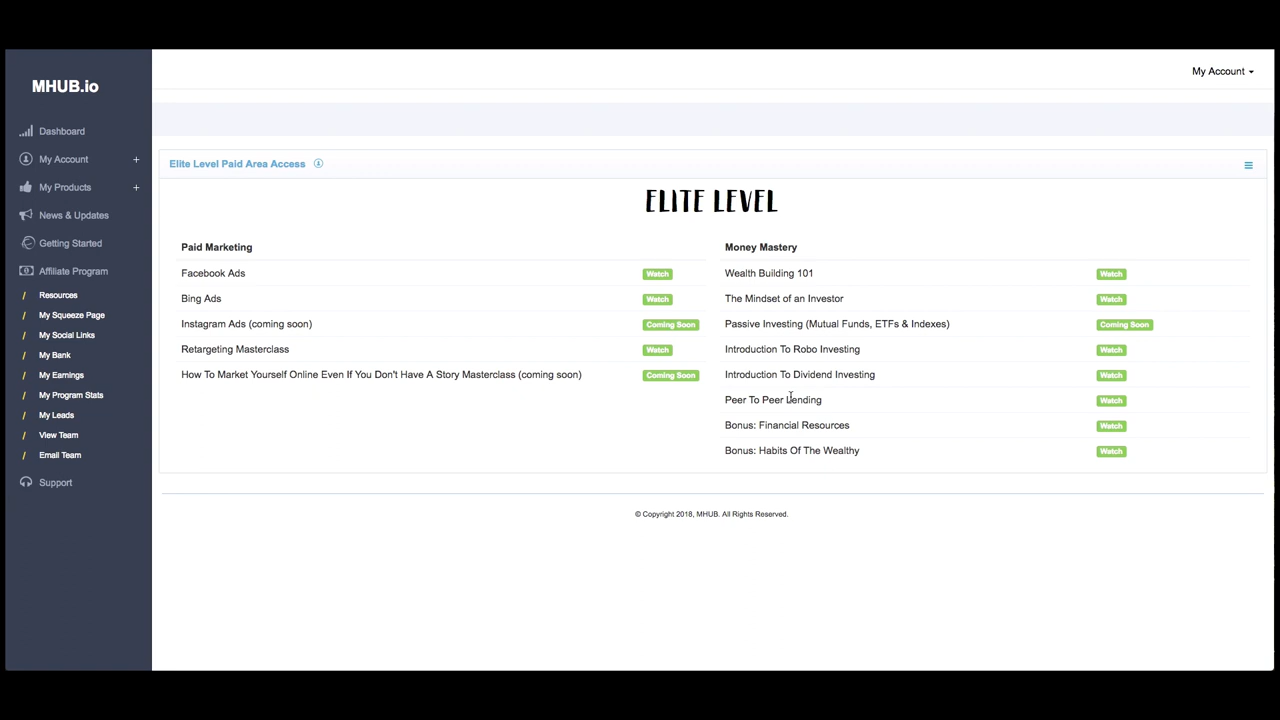 MHUB.io
My Account
Dashboard
My Account +
My Products +
News & Updates
Getting Started
Affiliate Program
/ Resources
/ My Squeeze Page
/ My Social Links
/ My Bank
/ My Earnings
/ My Program Stats
/ My Leads
/ View Team
/ Email Team
Support
Elite Level Paid Area Access
ELITE LEVEL
Paid Marketing
Facebook Ads Watch
Bing Ads Watch
Instagram Ads (coming soon) Coming Soon
Retargeting Masterclass Watch
How To Market Yourself Online Even If You Don't Have A Story Masterclass (coming soon) Coming Soon
Money Mastery
Wealth Building 101 Watch
The Mindset of an Investor Watch
Passive Investing (Mutual Funds, ETFs & Indexes) Coming Soon
Introduction To Robo Investing Watch
Introduction To Dividend Investing Watch
Peer To Peer Lending Watch
Bonus: Financial Resources Watch
Bonus: Habits Of The Wealthy Watch
© Copyright 2018, MHUB. All Rights Reserved.